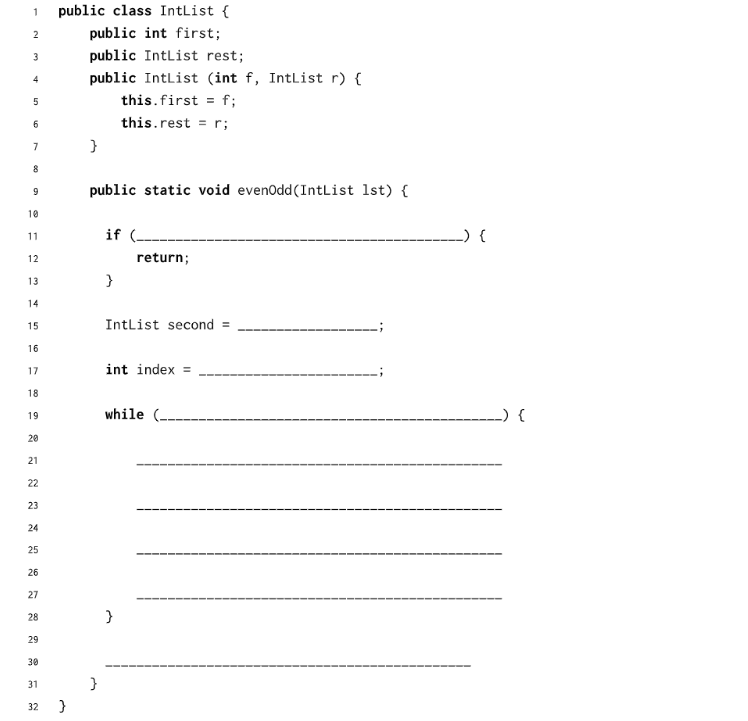 1 public class IntList {
2 public int first;
3 public IntList rest;
4 public IntList (int f, IntList r) {
5 this.first = f;
6 this.rest = r;
7 }
8
9 public static void evenOdd(IntList lst) {
10
11 if (__________________________________________) {
12 return;
13 }
14
15 IntList second = __________________;
16
17 int index = _______________________;
18
19 while (____________________________________________) {
20
21 _______________________________________________
22
23 _______________________________________________
24
25 _______________________________________________
26
27 _______________________________________________
28 }
29
30 _______________________________________________
31 }
32 }